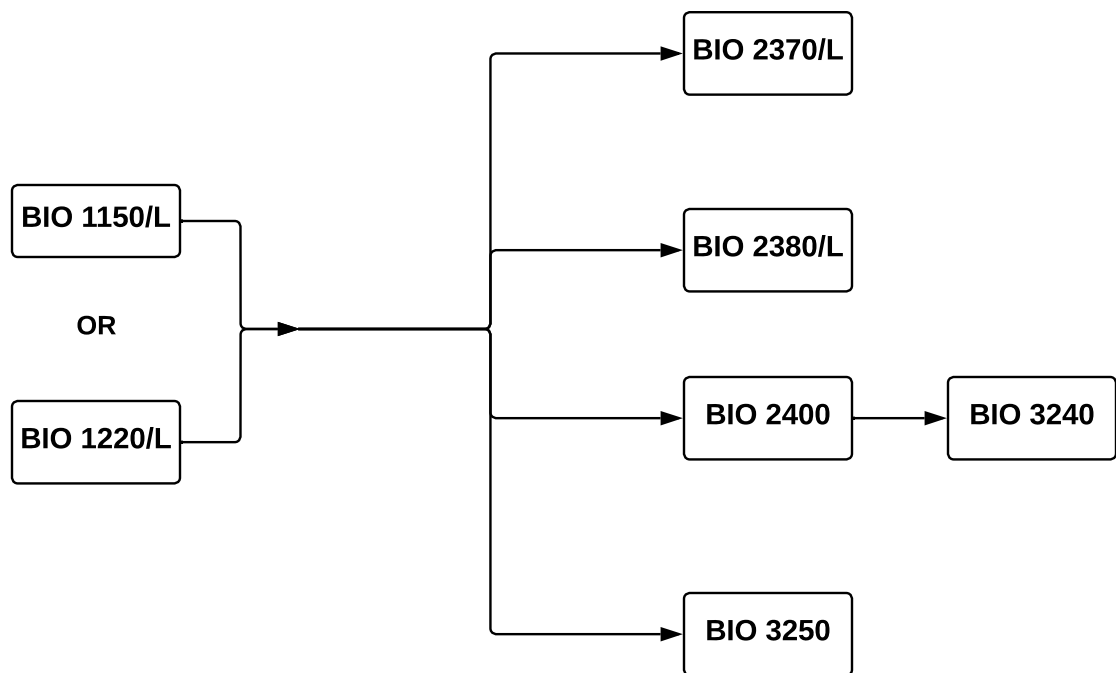 BIO 2370/L
BIO 1150/L
BIO 2380/L
OR
BIO 1220/L
BIO 2400
BIO 3240
BIO 3250